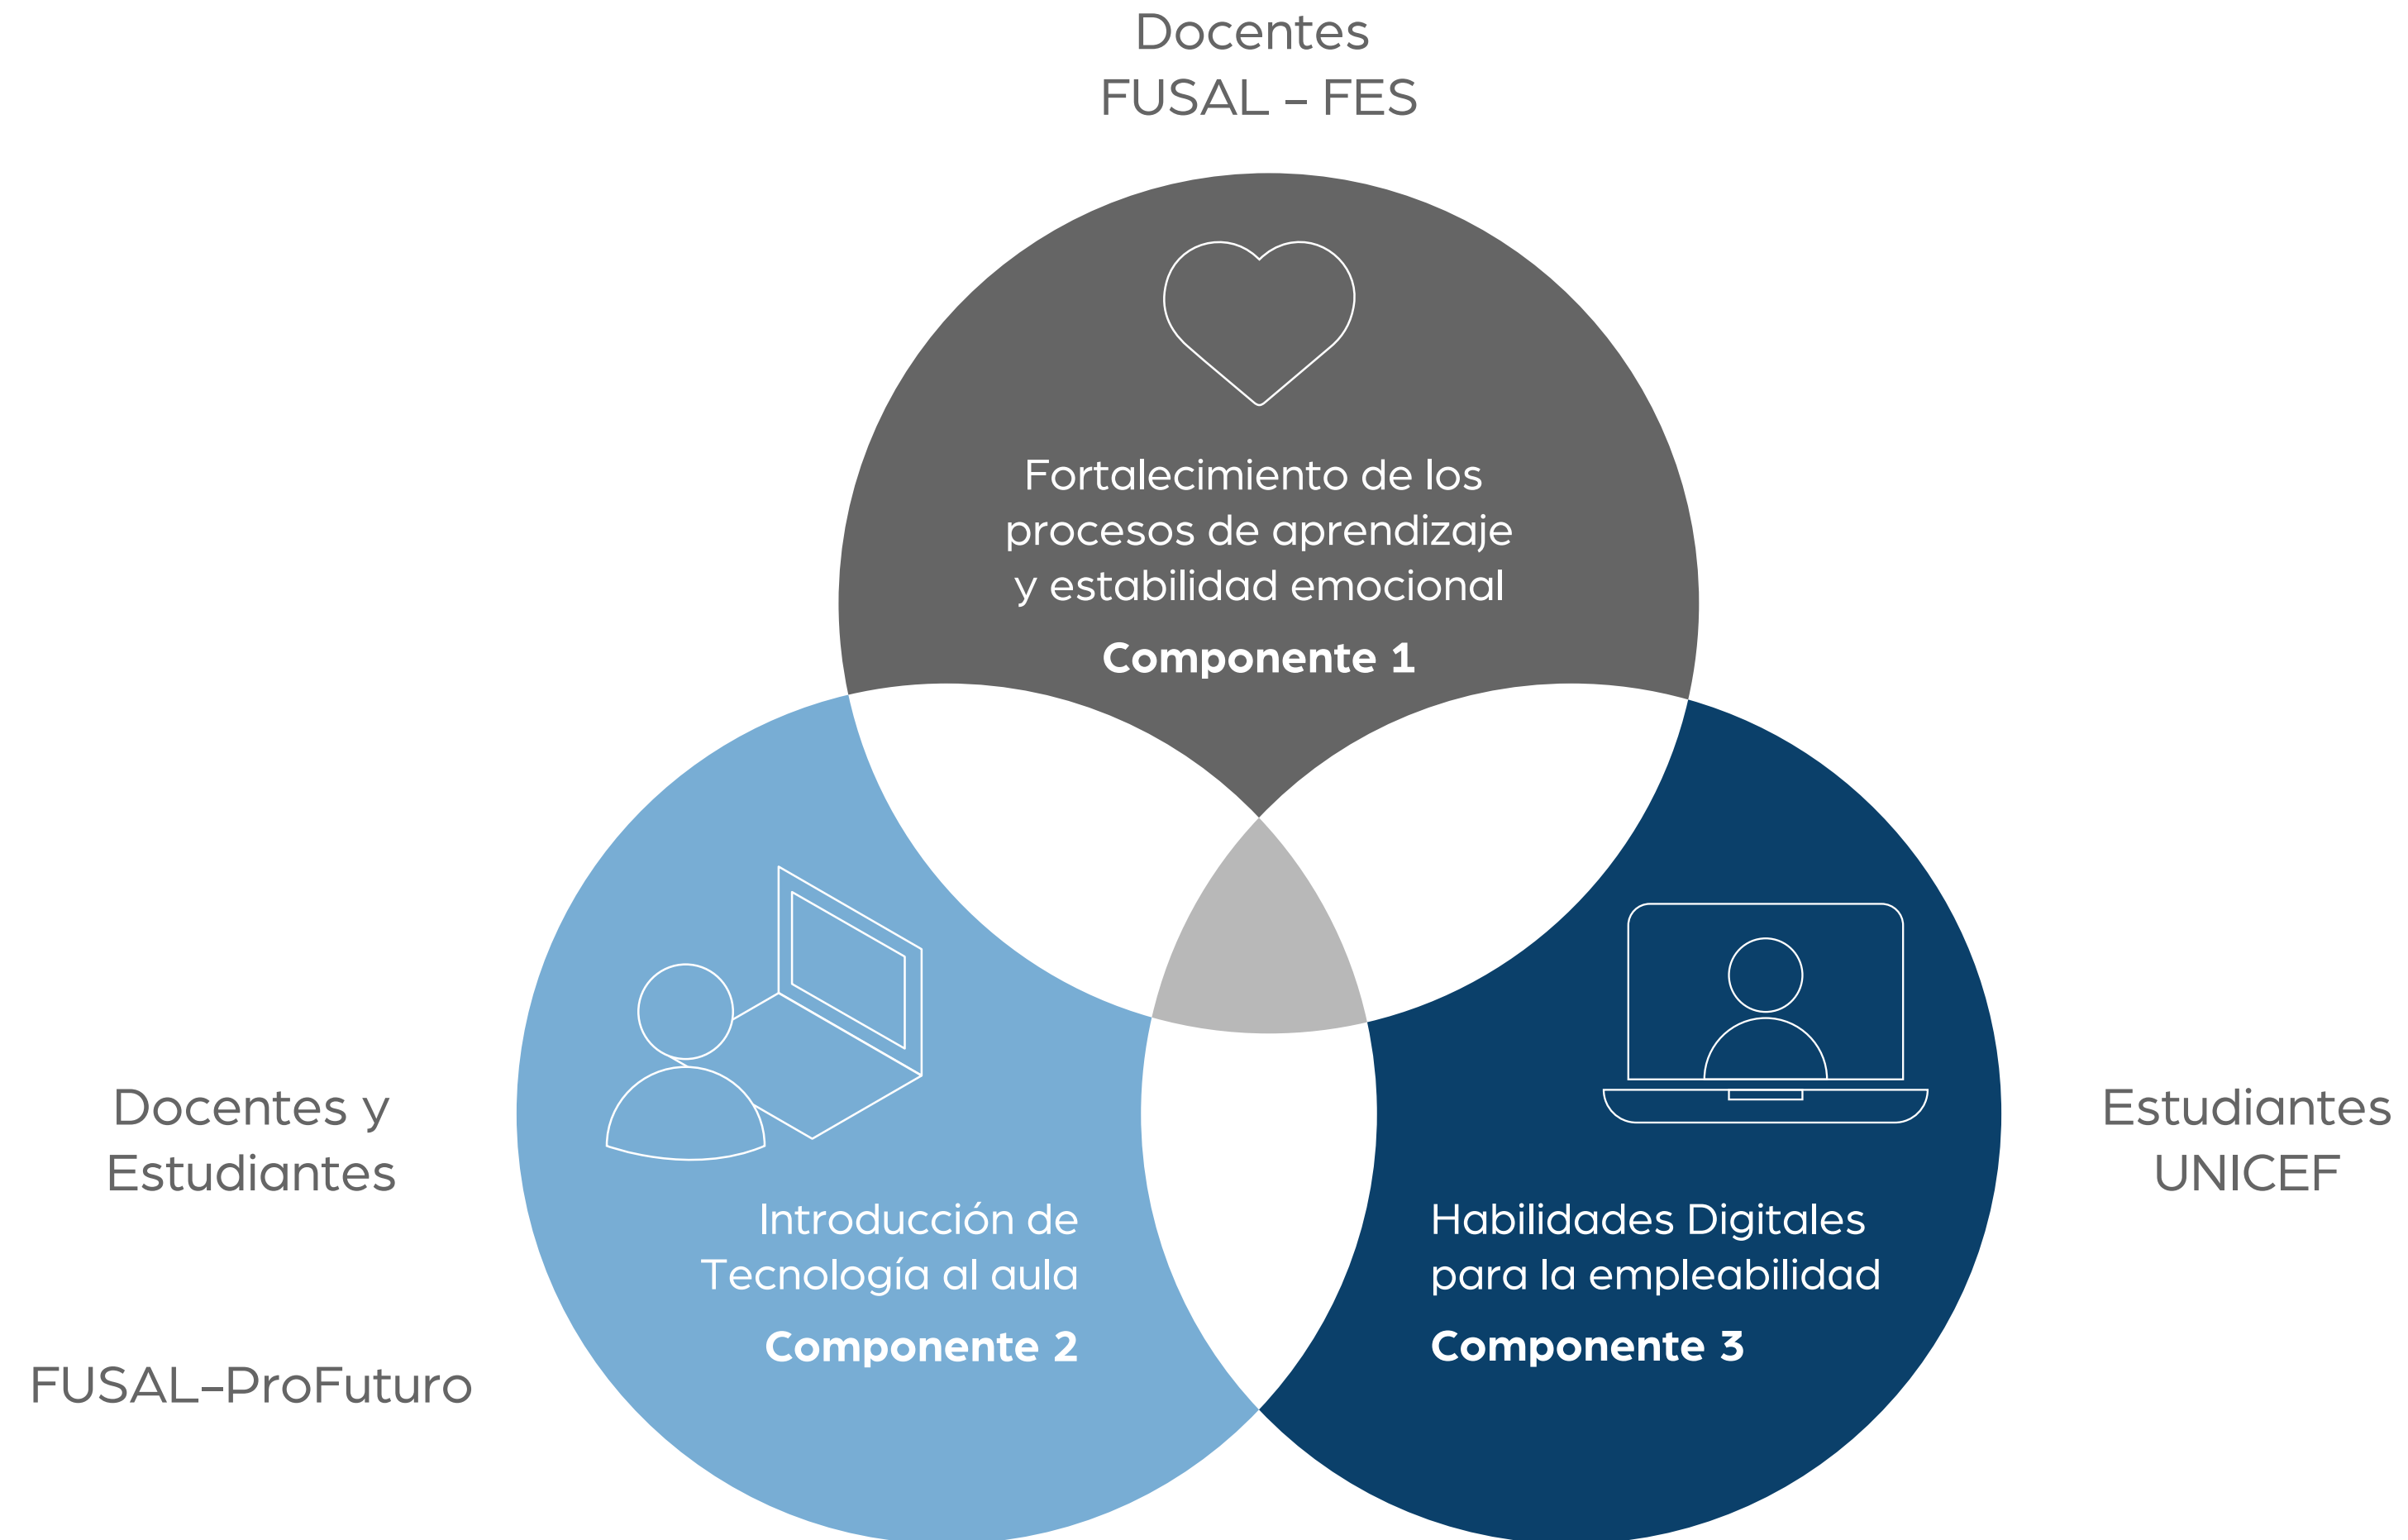 Docentes
FUSAL – FES
Fortalecimiento de los
procesos de aprendizaje
y estabilidad emocional
Componente 1
Docentes y
Estudiantes
FUSAL–ProFuturo
Introducción de
Tecnología al aula
Componente 2
Habilidades Digitales
para la empleabilidad
Componente 3
Estudiantes
UNICEF